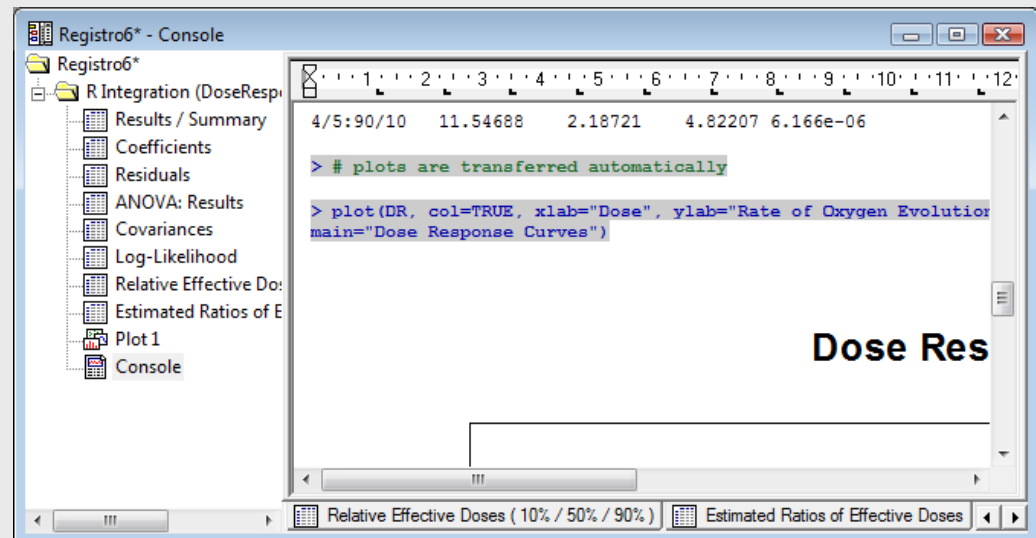 Registro6* - Console
Registro6*
R Integration (DoseResp
Results / Summary
Coefficients
Residuals
ANOVA: Results
Covariances
Log-Likelihood
Relative Effective Do
Estimated Ratios of E
Plot 1
Console
1 2 3 4 5 6 7 8 9 10 11 12
4/5:90/10 11.54688 2.18721 4.82207 6.166e-06
> # plots are transferred automatically
> plot(DR, col=TRUE, xlab="Dose", ylab="Rate of Oxygen Evolution
main="Dose Response Curves")
Dose Res
Relative Effective Doses ( 10% / 50% / 90% ) Estimated Ratios of Effective Doses